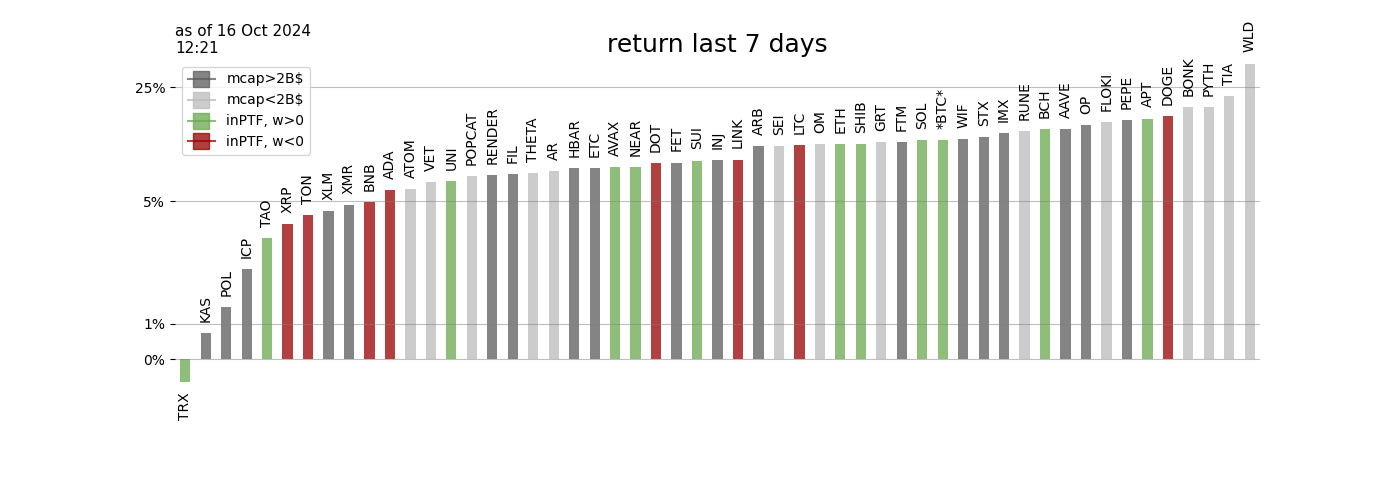 as of 16 Oct 2024
12:21
return last 7 days
mcap>2B$
mcap<2B$
inPTF, w>0
inPTF, w<0
25%
5%
1%
0%
TRX
KAS
POL
ICP
TAO
XRP
TON
XLM
XMR
BNB
ADA
ATOM
VET
UNI
POPCAT
RENDER
FIL
THETA
AR
HBAR
ETC
AVAX
NEAR
DOT
FET
SUI
INJ
LINK
ARB
SEI
LTC
OM
ETH
SHIB
GRT
FTM
SOL
*BTC*
WIF
STX
IMX
RUNE
BCH
AAVE
OP
FLOKI
PEPE
APT
DOGE
BONK
PYTH
TIA
WLD